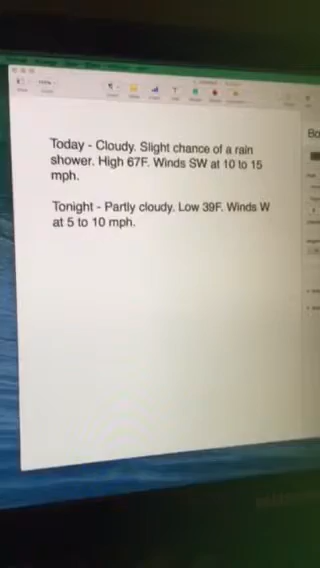 Today - Cloudy. Slight chance of a rain
shower. High 67F. Winds SW at 10 to 15
mph.
Tonight - Partly cloudy. Low 39F. Winds W
at 5 to 10 mph.